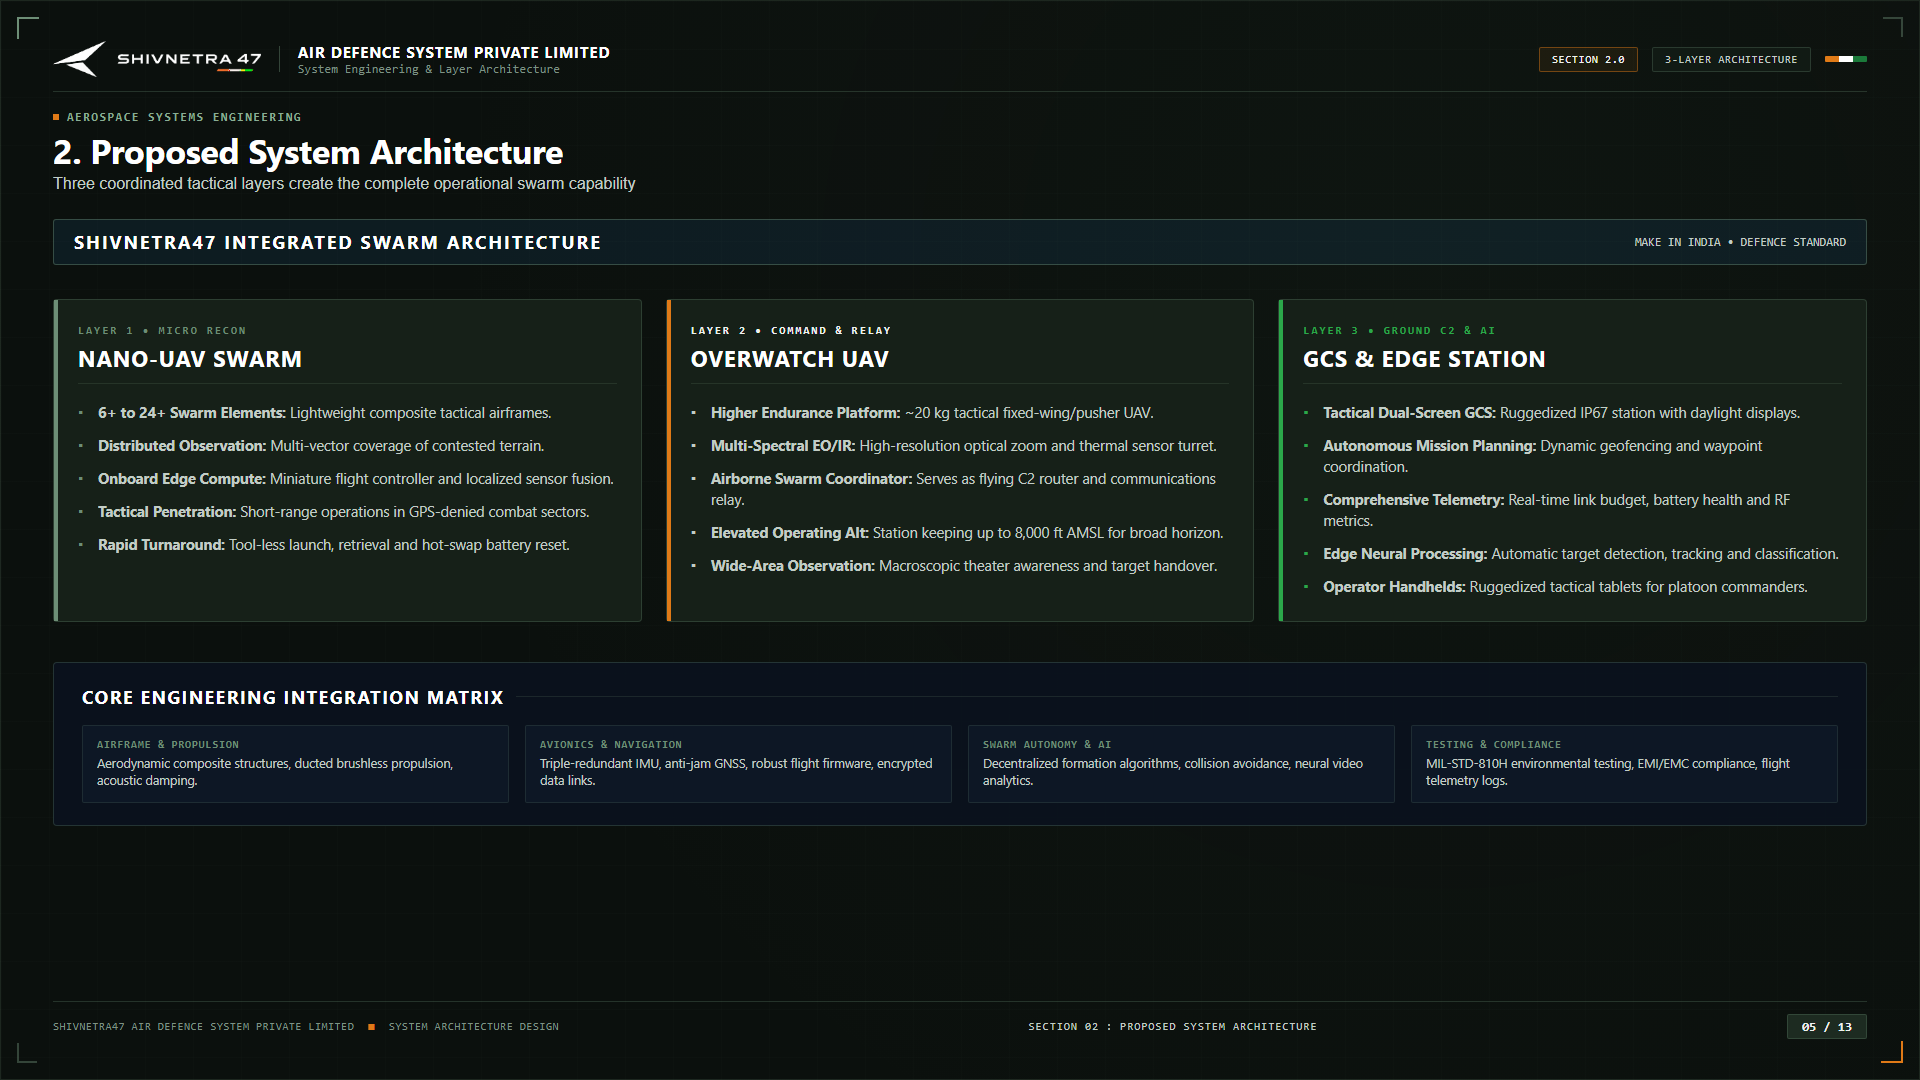 SHIVNETRA 47
AIR DEFENCE SYSTEM PRIVATE LIMITED
System Engineering & Layer Architecture
SECTION 2.0
3-LAYER ARCHITECTURE
AEROSPACE SYSTEMS ENGINEERING
2. Proposed System Architecture
Three coordinated tactical layers create the complete operational swarm capability
SHIVNETRA47 INTEGRATED SWARM ARCHITECTURE
MAKE IN INDIA • DEFENCE STANDARD
LAYER 1 • MICRO RECON
NANO-UAV SWARM
6+ to 24+ Swarm Elements: Lightweight composite tactical airframes.
Distributed Observation: Multi-vector coverage of contested terrain.
Onboard Edge Compute: Miniature flight controller and localized sensor fusion.
Tactical Penetration: Short-range operations in GPS-denied combat sectors.
Rapid Turnaround: Tool-less launch, retrieval and hot-swap battery reset.
LAYER 2 • COMMAND & RELAY
OVERWATCH UAV
Higher Endurance Platform: ~20 kg tactical fixed-wing/pusher UAV.
Multi-Spectral EO/IR: High-resolution optical zoom and thermal sensor turret.
Airborne Swarm Coordinator: Serves as flying C2 router and communications
relay.
Elevated Operating Alt: Station keeping up to 8,000 ft AMSL for broad horizon.
Wide-Area Observation: Macroscopic theater awareness and target handover.
LAYER 3 • GROUND C2 & AI
GCS & EDGE STATION
Tactical Dual-Screen GCS: Ruggedized IP67 station with daylight displays.
Autonomous Mission Planning: Dynamic geofencing and waypoint
coordination.
Comprehensive Telemetry: Real-time link budget, battery health and RF
metrics.
Edge Neural Processing: Automatic target detection, tracking and classification.
Operator Handhelds: Ruggedized tactical tablets for platoon commanders.
CORE ENGINEERING INTEGRATION MATRIX
AIRFRAME & PROPULSION
Aerodynamic composite structures, ducted brushless propulsion,
acoustic damping.
AVIONICS & NAVIGATION
Triple-redundant IMU, anti-jam GNSS, robust flight firmware, encrypted
data links.
SWARM AUTONOMY & AI
Decentralized formation algorithms, collision avoidance, neural video
analytics.
TESTING & COMPLIANCE
MIL-STD-810H environmental testing, EMI/EMC compliance, flight
telemetry logs.
SHIVNETRA47 AIR DEFENCE SYSTEM PRIVATE LIMITED ■ SYSTEM ARCHITECTURE DESIGN
SECTION 02 : PROPOSED SYSTEM ARCHITECTURE
05 / 13